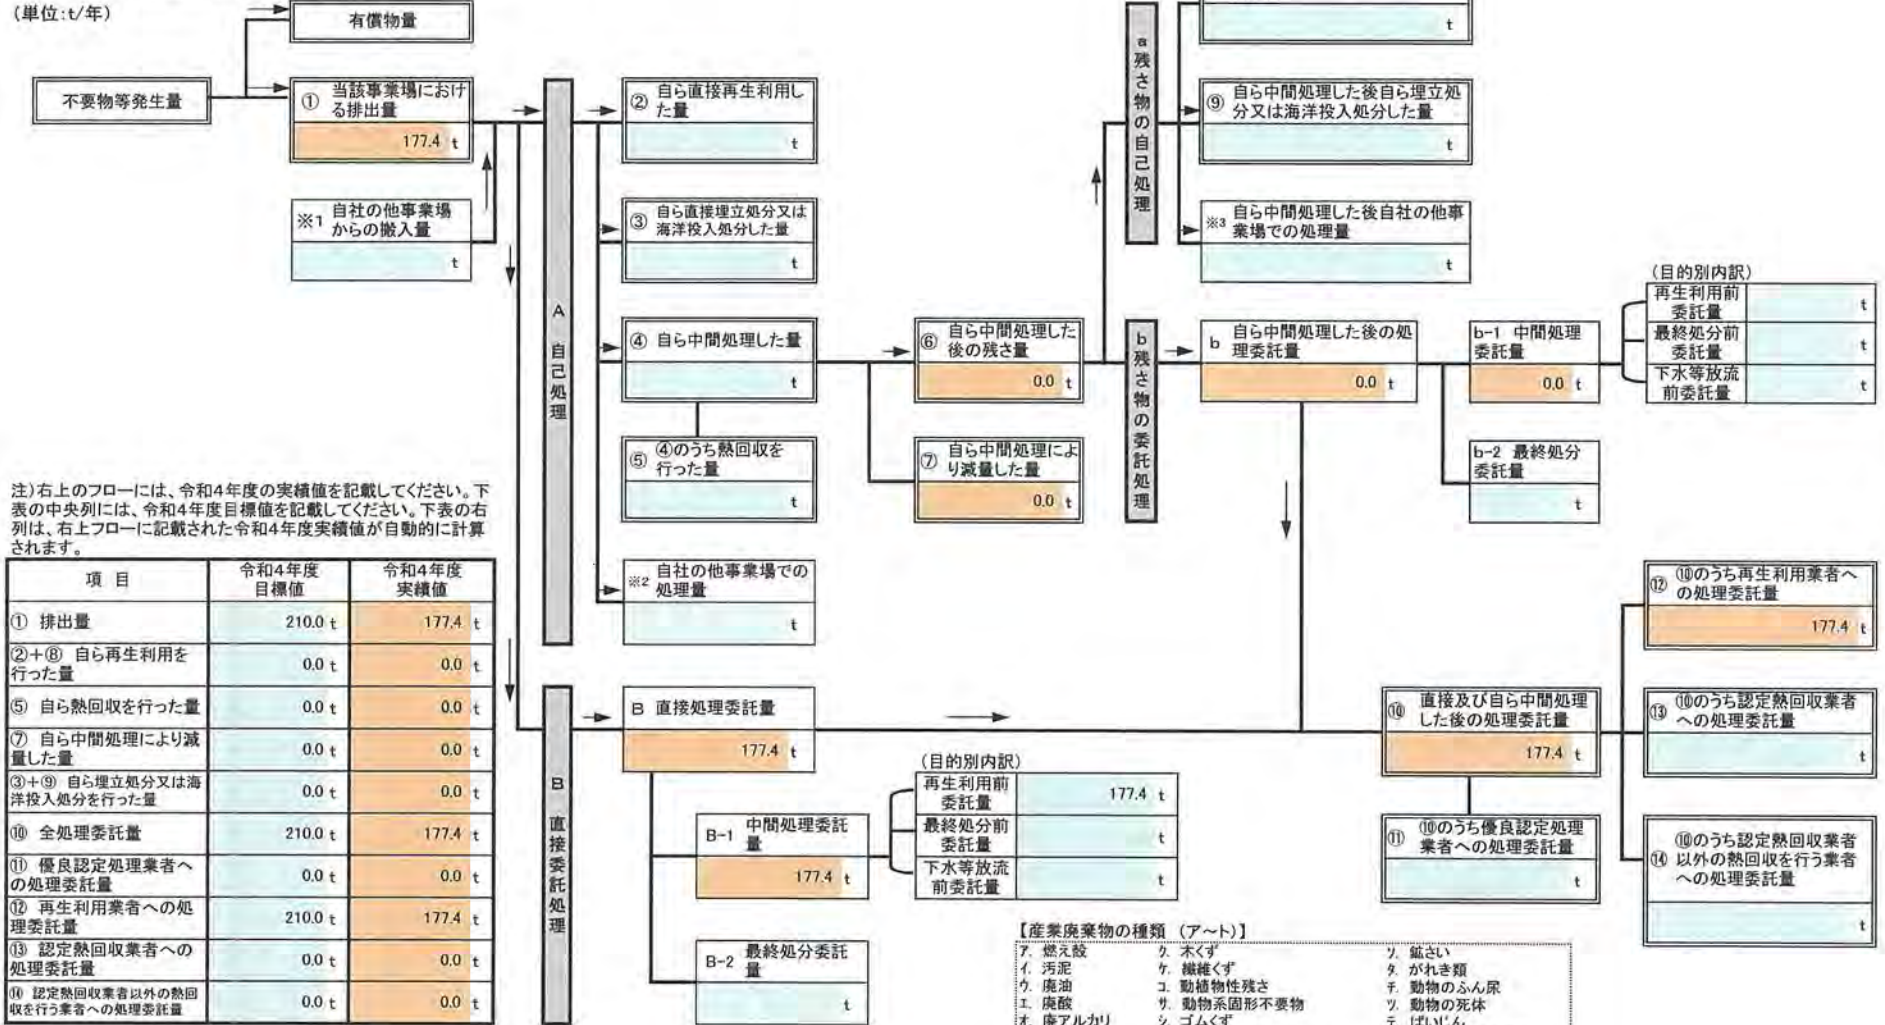 (単位:t/年)
有償物量
不要物等発生量
① 当該事業場におけ
る排出量
177.4 t
※1 自社の他事業場
からの搬入量
t
A 自己処理
② 自ら直接再生利用し
た量
t
③ 自ら直接埋立処分又は
海洋投入処分した量
t
④ 自ら中間処理した量
t
⑤ ④のうち熱回収を
行った量
t
※2 自社の他事業場での
処理量
t
⑥ 自ら中間処理した
後の残さ量
0.0 t
⑦ 自ら中間処理によ
り減量した量
0.0 t
a 残さ物の自己処理
t
⑨ 自ら中間処理した後自ら埋立処
分又は海洋投入処分した量
t
※3 自ら中間処理した後自社の他事
業場での処理量
t
b 残さ物の委託処理
b 自ら中間処理した後の処
理委託量
0.0 t
b-1 中間処理
委託量
0.0 t
(目的別内訳)
再生利用前
委託量
t
最終処分前
委託量
t
下水等放流
前委託量
t
b-2 最終処分
委託量
t
注)右上のフローには、令和4年度の実績値を記載してください。下
表の中央列には、令和4年度目標値を記載してください。下表の右
列は、右上フローに記載された令和4年度実績値が自動的に計算
されます。
項 目 令和4年度 目標値 令和4年度 実績値
① 排出量 210.0 t 177.4 t
②+⑧ 自ら再生利用を
行った量 0.0 t 0.0 t
⑤ 自ら熱回収を行った量 0.0 t 0.0 t
⑦ 自ら中間処理により減
量した量 0.0 t 0.0 t
③+⑨ 自ら埋立処分又は海
洋投入処分を行った量 0.0 t 0.0 t
⑩ 全処理委託量 210.0 t 177.4 t
⑪ 優良認定処理業者へ
の処理委託量 0.0 t 0.0 t
⑫ 再生利用業者への処
理委託量 210.0 t 177.4 t
⑬ 認定熱回収業者への
処理委託量 0.0 t 0.0 t
⑭ 認定熱回収業者以外の熱回
収を行う業者への処理委託量 0.0 t 0.0 t
B 直接委託処理
B 直接処理委託量
177.4 t
B-1 中間処理委託
量
177.4 t
(目的別内訳)
再生利用前
委託量
177.4 t
最終処分前
委託量
t
下水等放流
前委託量
t
B-2 最終処分委託
量
t
⑩ 直接及び自ら中間処理
した後の処理委託量
177.4 t
⑪ ⑩のうち優良認定処理
業者への処理委託量
t
⑫ ⑩のうち再生利用業者へ
の処理委託量
177.4 t
⑬ ⑩のうち認定熱回収業者
への処理委託量
t
⑭ ⑩のうち認定熱回収業者
以外の熱回収を行う業者
への処理委託量
t
【産業廃棄物の種類 (ア~ト)】
ア. 燃え殻 ク. 木くず ソ. 鉱さい
イ. 汚泥 ケ. 繊維くず タ. がれき類
ウ. 廃油 コ. 動植物性残さ チ. 動物のふん尿
エ. 廃酸 サ. 動物系固形不要物 ツ. 動物の死体
オ. 廃アルカリ シ. ゴムくず テ. ばいじん